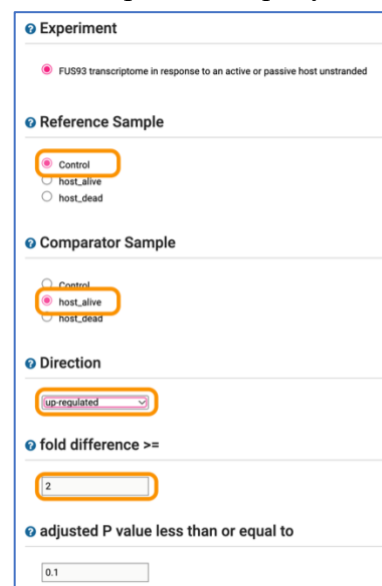 Experiment
FUS93 transcriptome in response to an active or passive host unstranded
Reference Sample
Control
host_alive
host_dead
Comparator Sample
Control
host_alive
host_dead
Direction
up-regulated
fold difference >=
2
adjusted P value less than or equal to
0.1